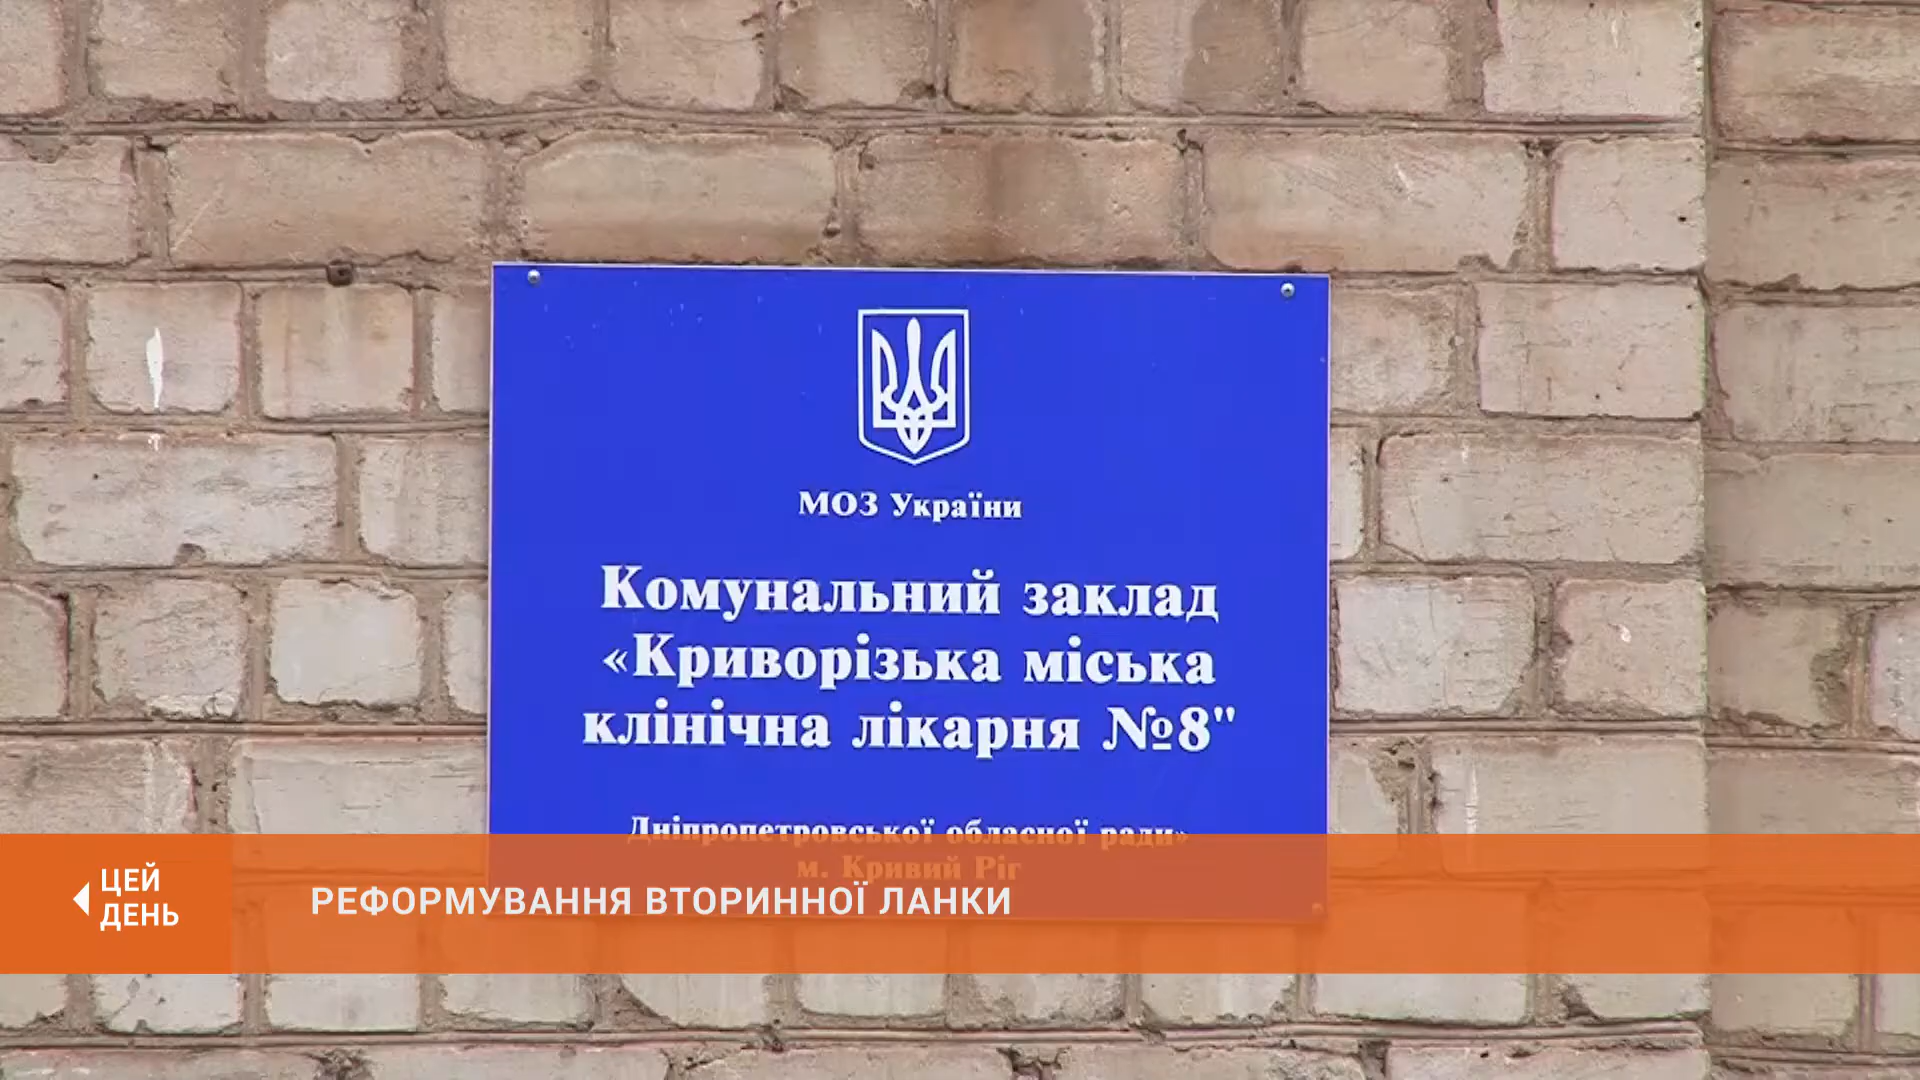 МОЗ України
Комунальний заклад
«Криворізька міська
клінічна лікарня №8"
Дніпропетровської обласної ради»
м. Кривий Ріг
ЦЕЙ
ДЕНЬ
РЕФОРМУВАННЯ ВТОРИННОЇ ЛАНКИ